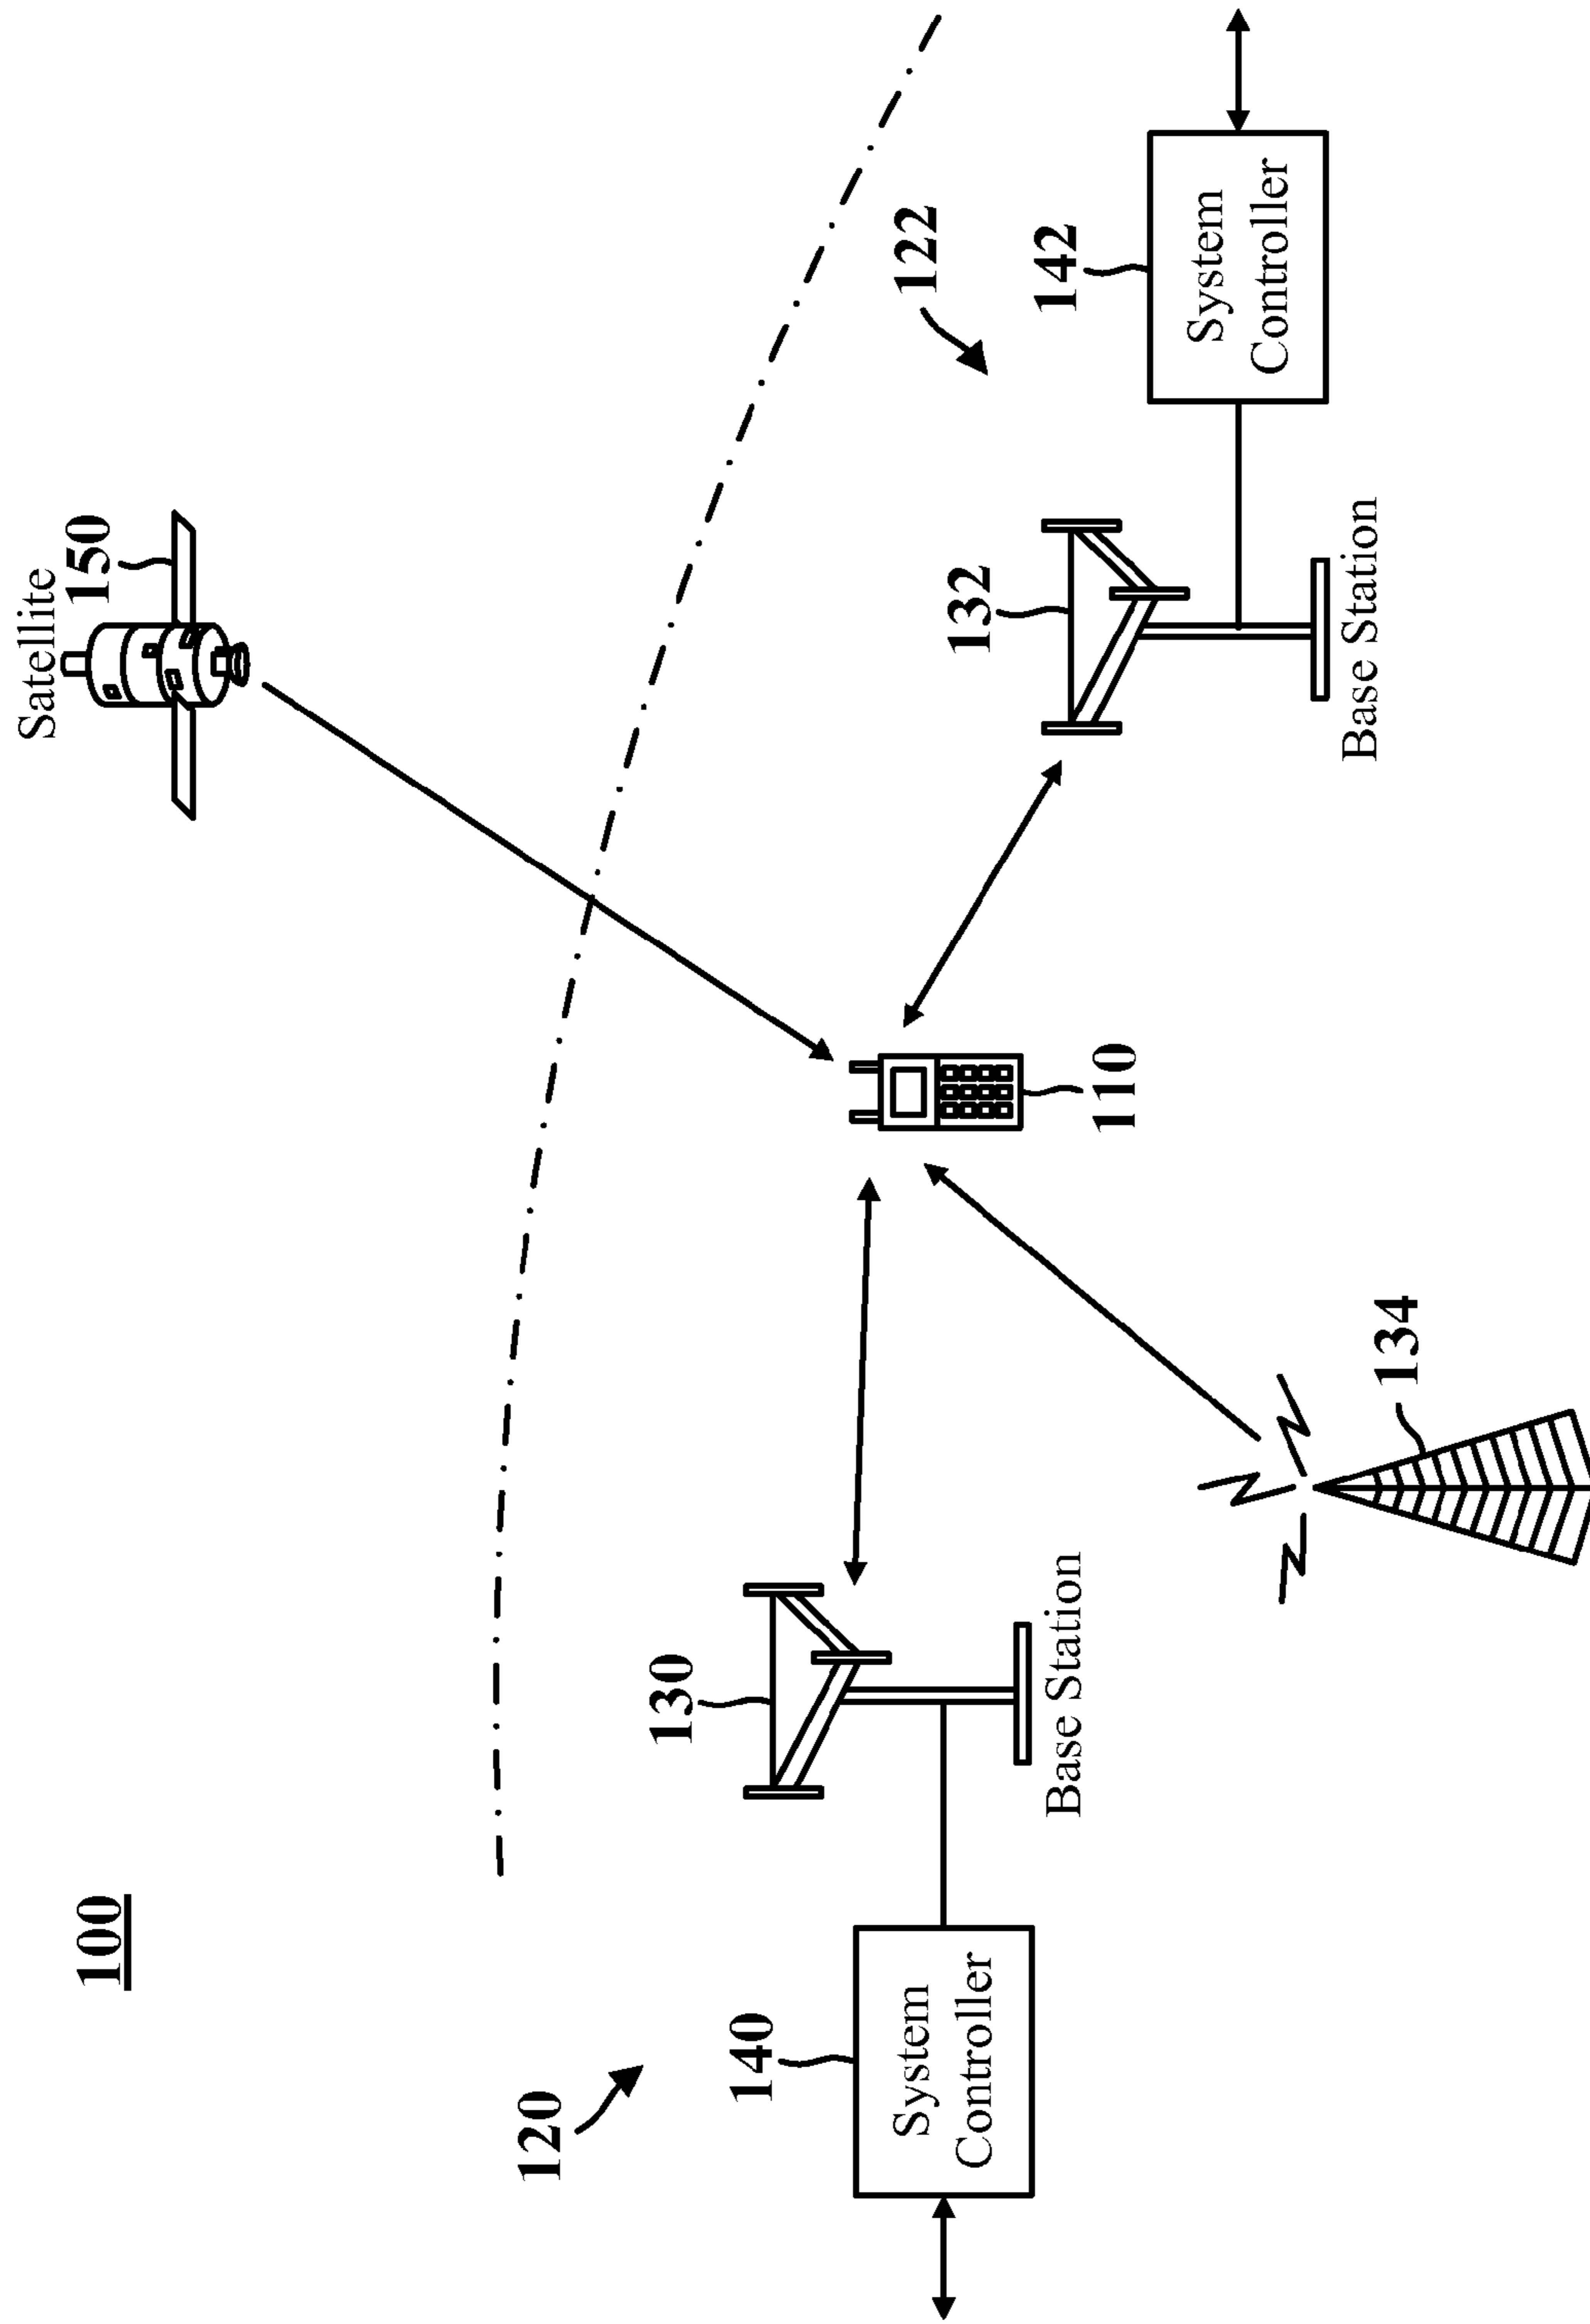 100
Satellite
150
120
140
System
Controller
130
Base Station
134
110
132
Base Station
122
142
System
Controller